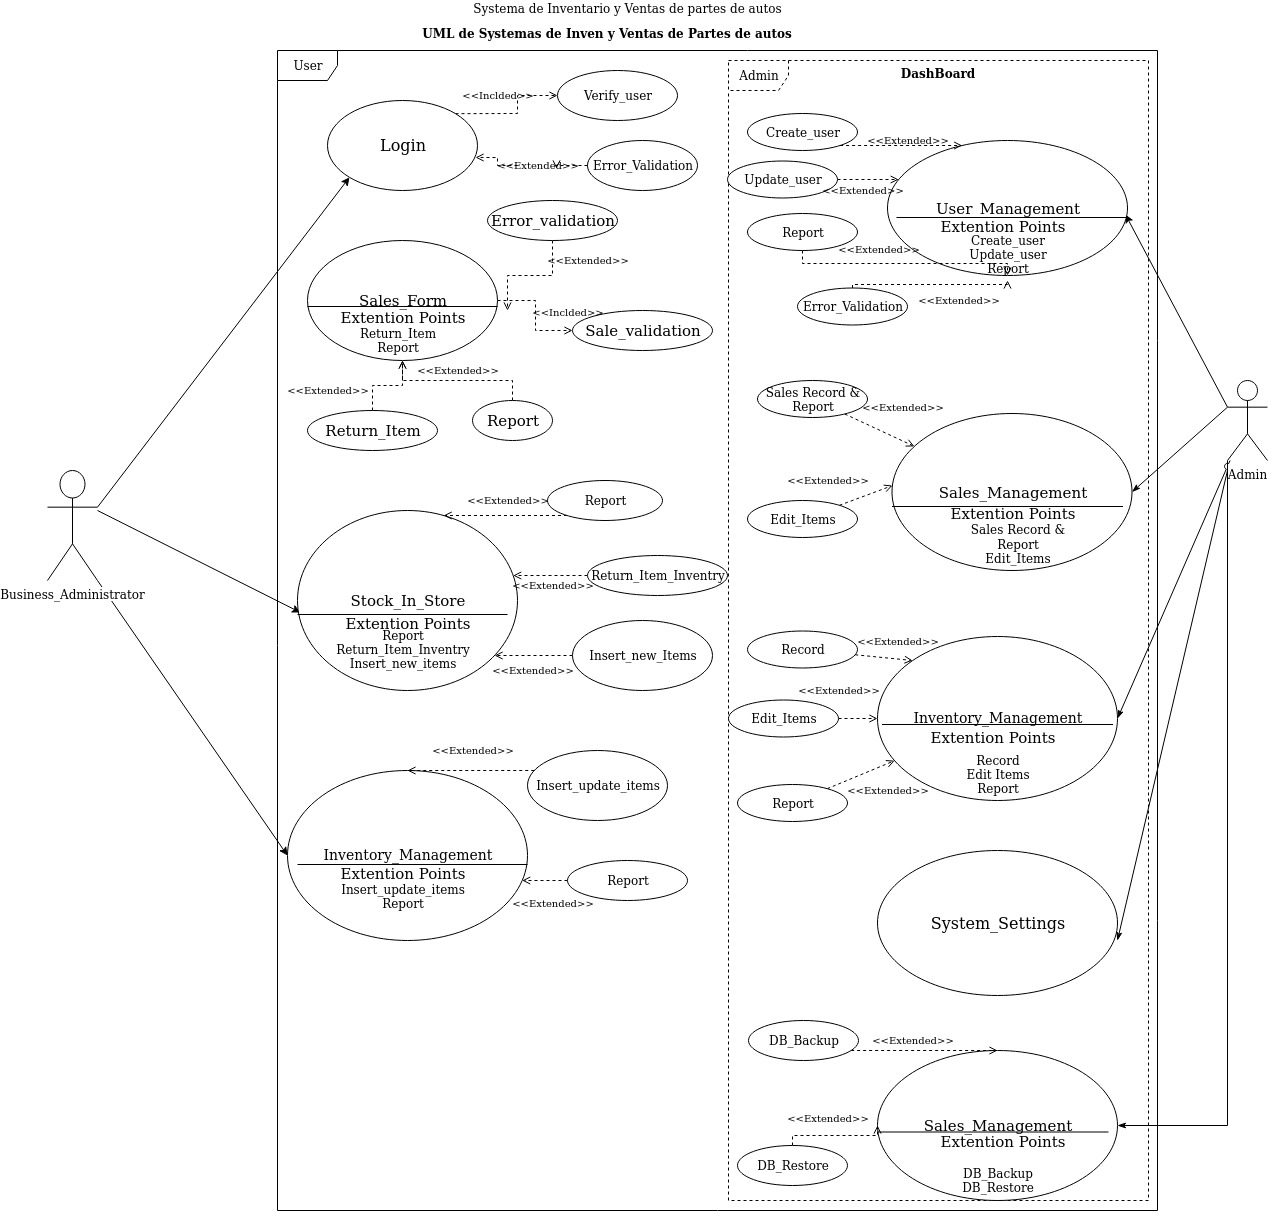 Systema de Inventario y Ventas de partes de autos
UML de Systemas de Inven y Ventas de Partes de autos
User
Login
<<Inclded>>
Verify_user
<<Extended>>
Error_Validation
Error_validation
<<Extended>>
Sales_Form
Extention Points
Return_Item
Report
<<Inclded>>
Sale_validation
<<Extended>>
<<Extended>>
Return_Item
Report
Business_Administrator
<<Extended>>
Report
Stock_In_Store
Extention Points
Report
Return_Item_Inventry
Insert_new_items
Return_Item_Inventry
<<Extended>>
Insert_new_Items
<<Extended>>
<<Extended>>
Insert_update_items
Inventory_Management
Extention Points
Insert_update_items
Report
Report
<<Extended>>
Admin
DashBoard
Create_user
<<Extended>>
Update_user
<<Extended>>
Report
<<Extended>>
User_Management
Extention Points
Create_user
Update_user
Report
Error_Validation
<<Extended>>
Sales Record &
Report
<<Extended>>
<<Extended>>
Edit_Items
Sales_Management
Extention Points
Sales Record &
Report
Edit_Items
Admin
Record
<<Extended>>
<<Extended>>
Edit_Items
Inventory_Management
Extention Points
Record
Edit Items
Report
Report
<<Extended>>
System_Settings
DB_Backup
<<Extended>>
<<Extended>>
DB_Restore
Sales_Management
Extention Points
DB_Backup
DB_Restore